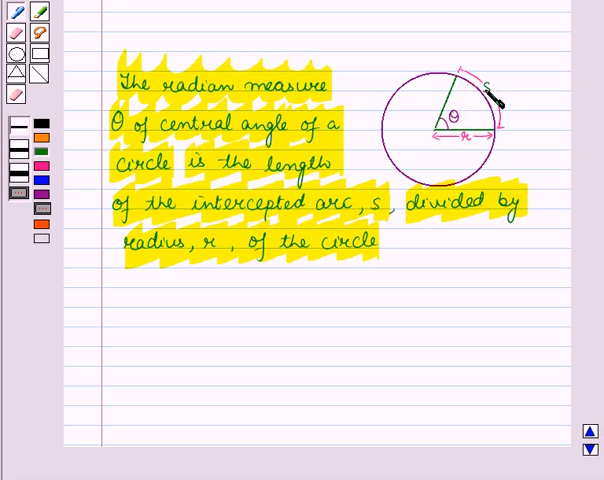 The radian measure
θ of central angle of a
circle is the length
of the intercepted arc, s, divided by
radius, r, of the circle
s
θ
r